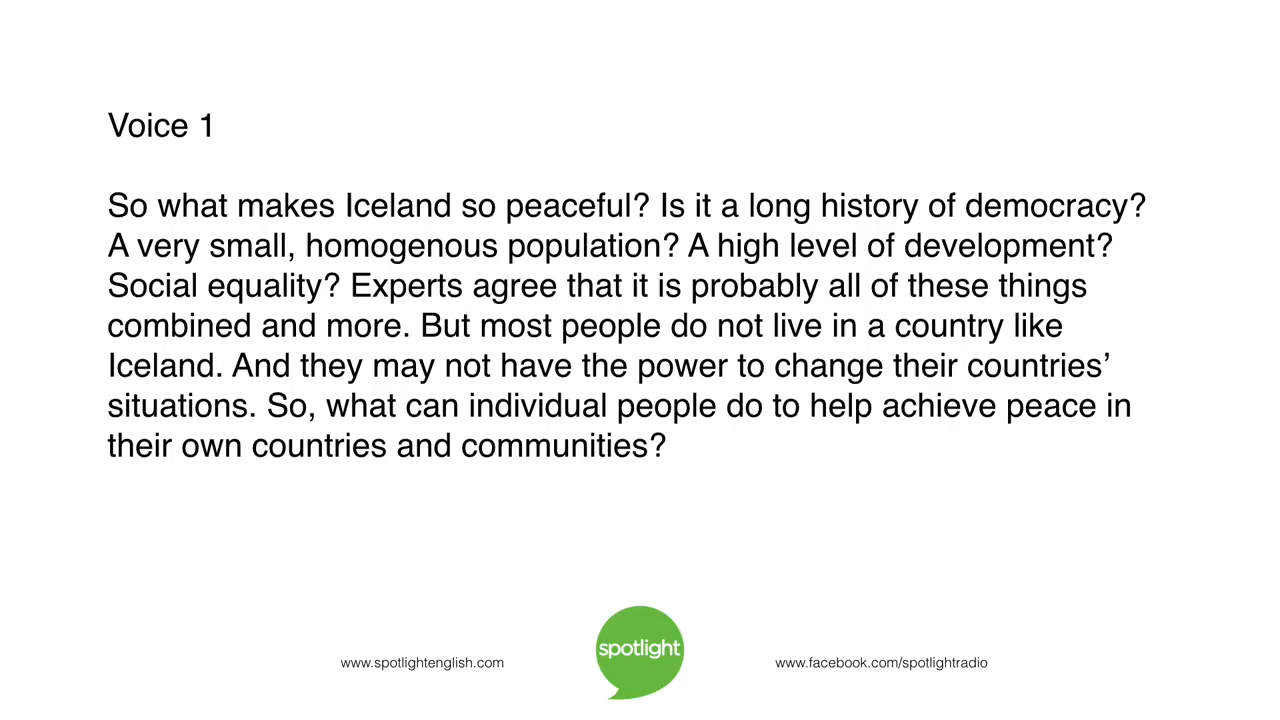 Voice 1
So what makes Iceland so peaceful? Is it a long history of democracy?
A very small, homogenous population? A high level of development?
Social equality? Experts agree that it is probably all of these things
combined and more. But most people do not live in a country like
Iceland. And they may not have the power to change their countries’
situations. So, what can individual people do to help achieve peace in
their own countries and communities?
spotlight
www.spotlightenglish.com
www.facebook.com/spotlightradio